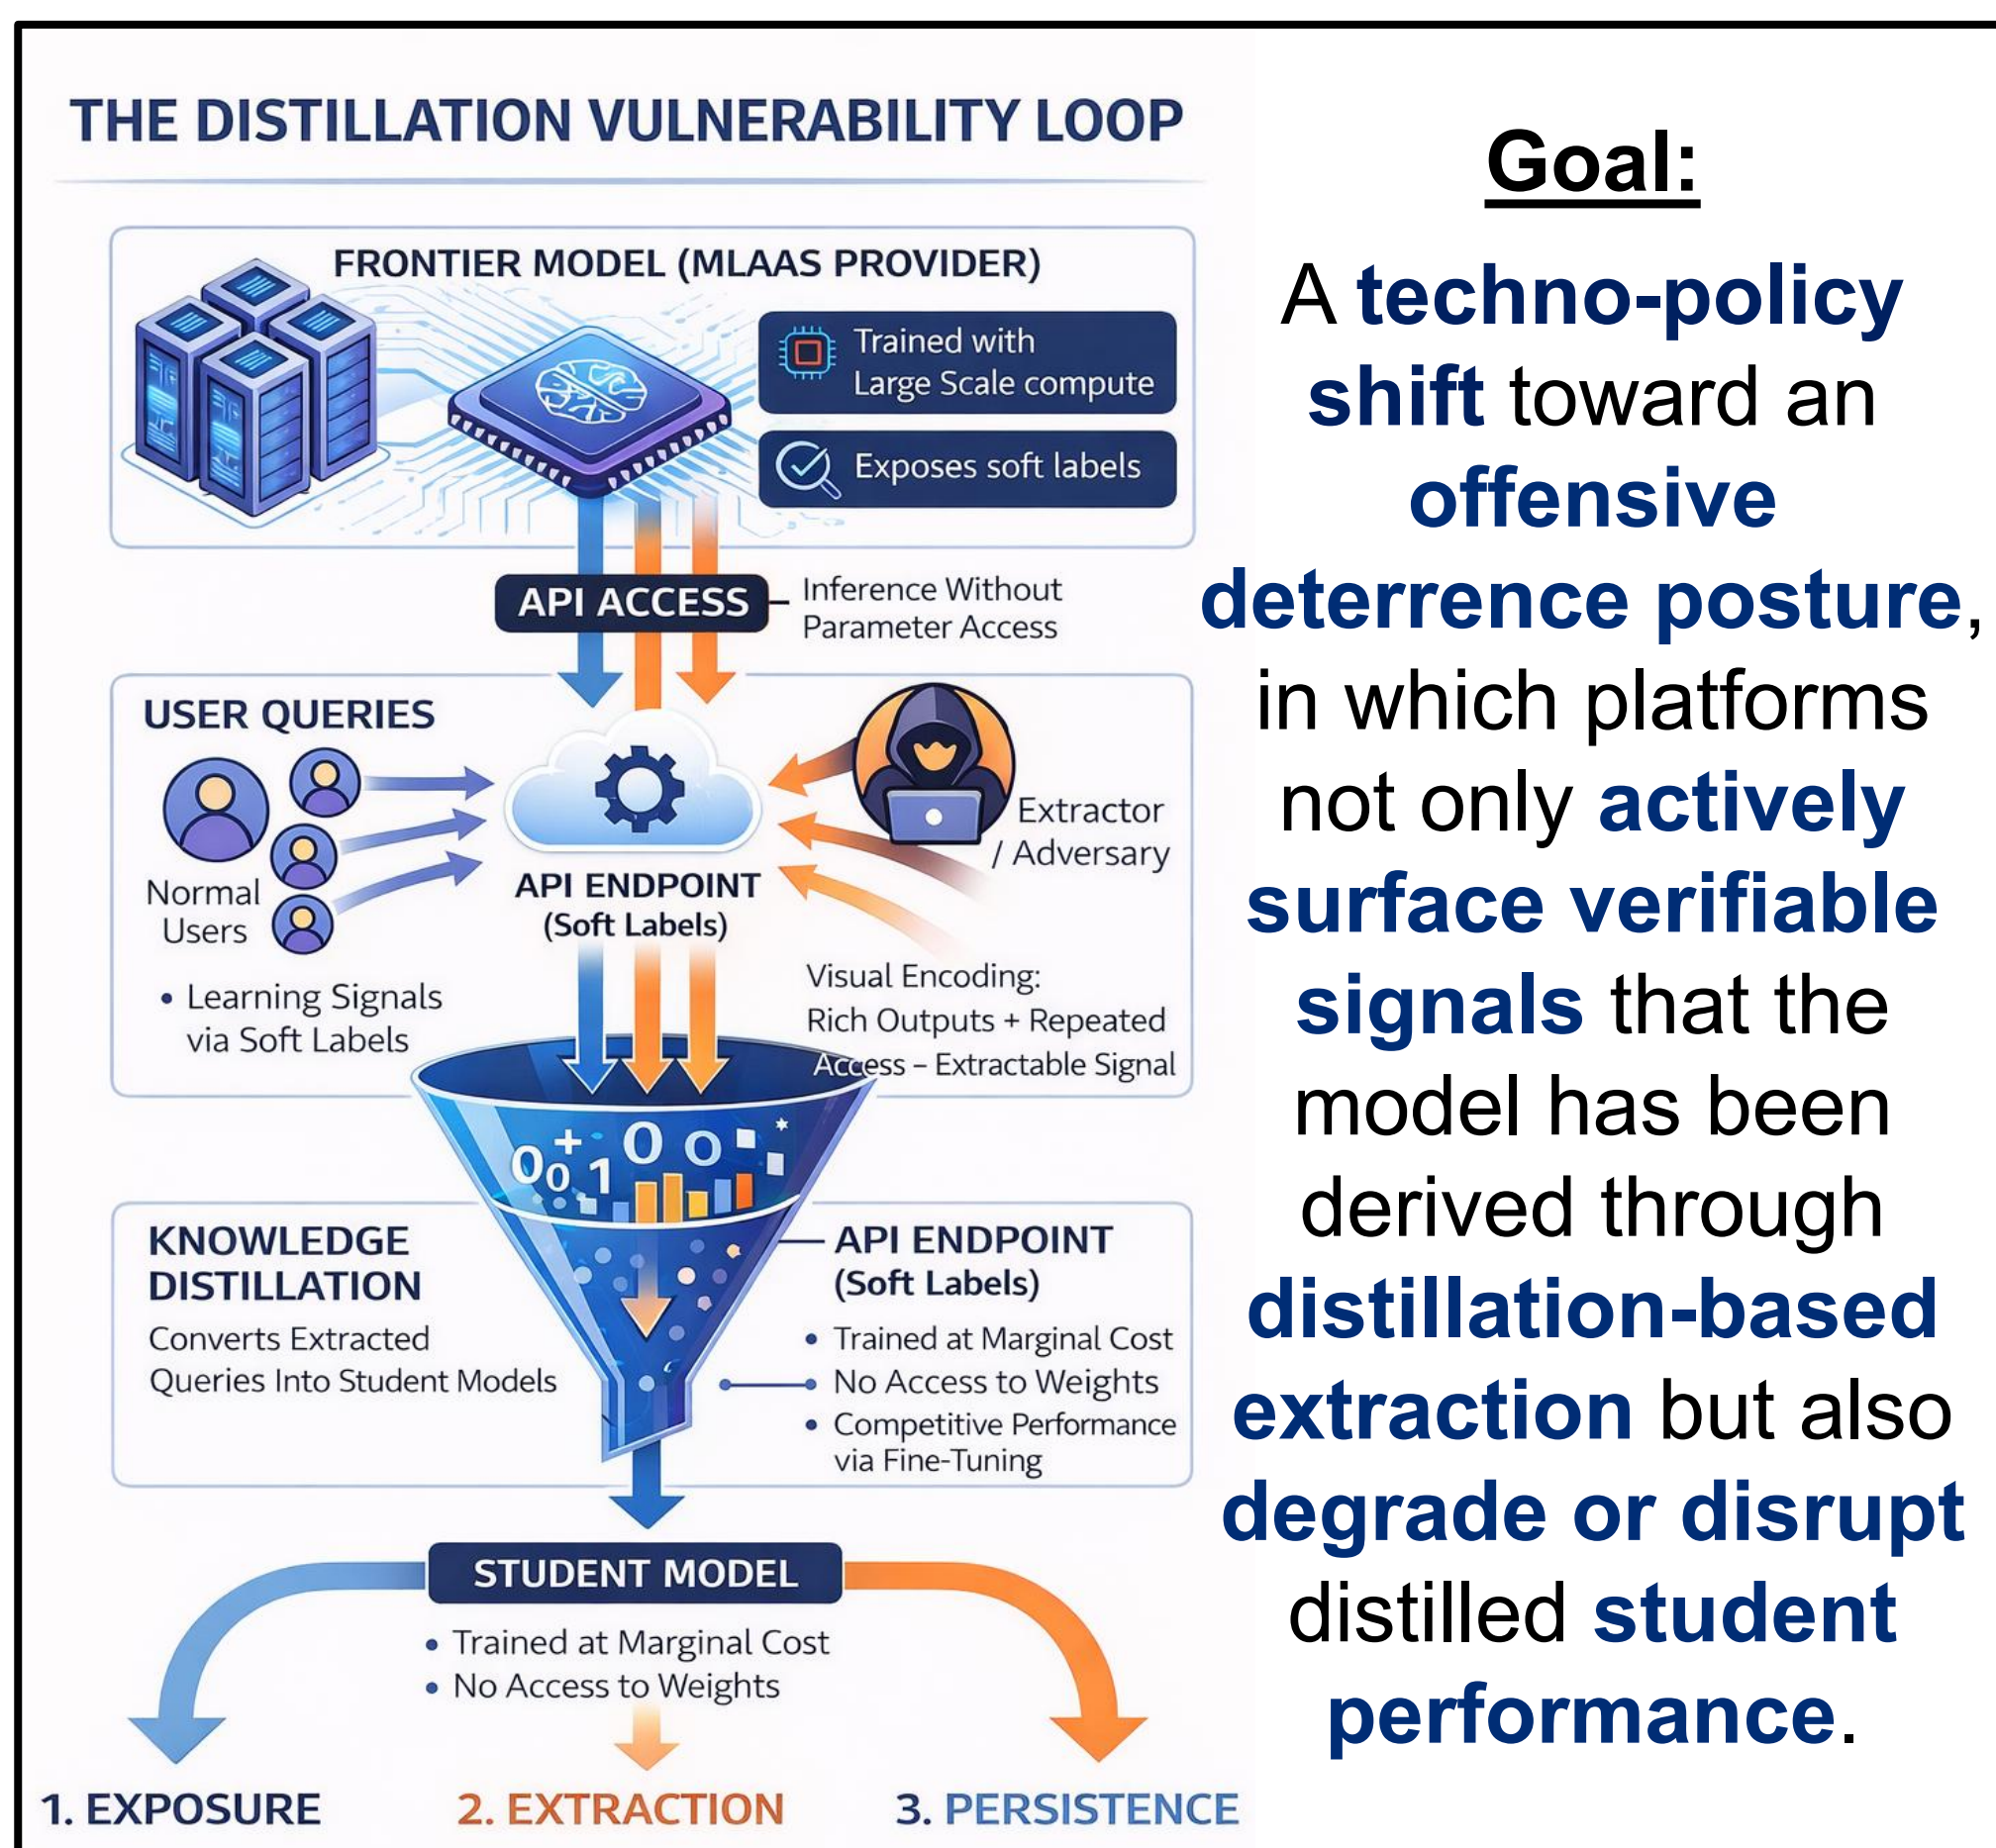 THE DISTILLATION VULNERABILITY LOOP
FRONTIER MODEL (MLAAS PROVIDER)
Trained with
Large Scale compute
Exposes soft labels
API ACCESS
Inference Without
Parameter Access
USER QUERIES
Normal
Users
• Learning Signals
via Soft Labels
API ENDPOINT
(Soft Labels)
Extractor
/ Adversary
Visual Encoding:
Rich Outputs + Repeated
Access – Extractable Signal
0 0 + 1 0 0
KNOWLEDGE
DISTILLATION
Converts Extracted
Queries Into Student Models
API ENDPOINT
(Soft Labels)
• Trained at Marginal Cost
• No Access to Weights
• Competitive Performance
via Fine-Tuning
STUDENT MODEL
• Trained at Marginal Cost
• No Access to Weights
1. EXPOSURE
2. EXTRACTION
3. PERSISTENCE
Goal:
A techno-policy
shift toward an
offensive
deterrence posture,
in which platforms
not only actively
surface verifiable
signals that the
model has been
derived through
distillation-based
extraction but also
degrade or disrupt
distilled student
performance.